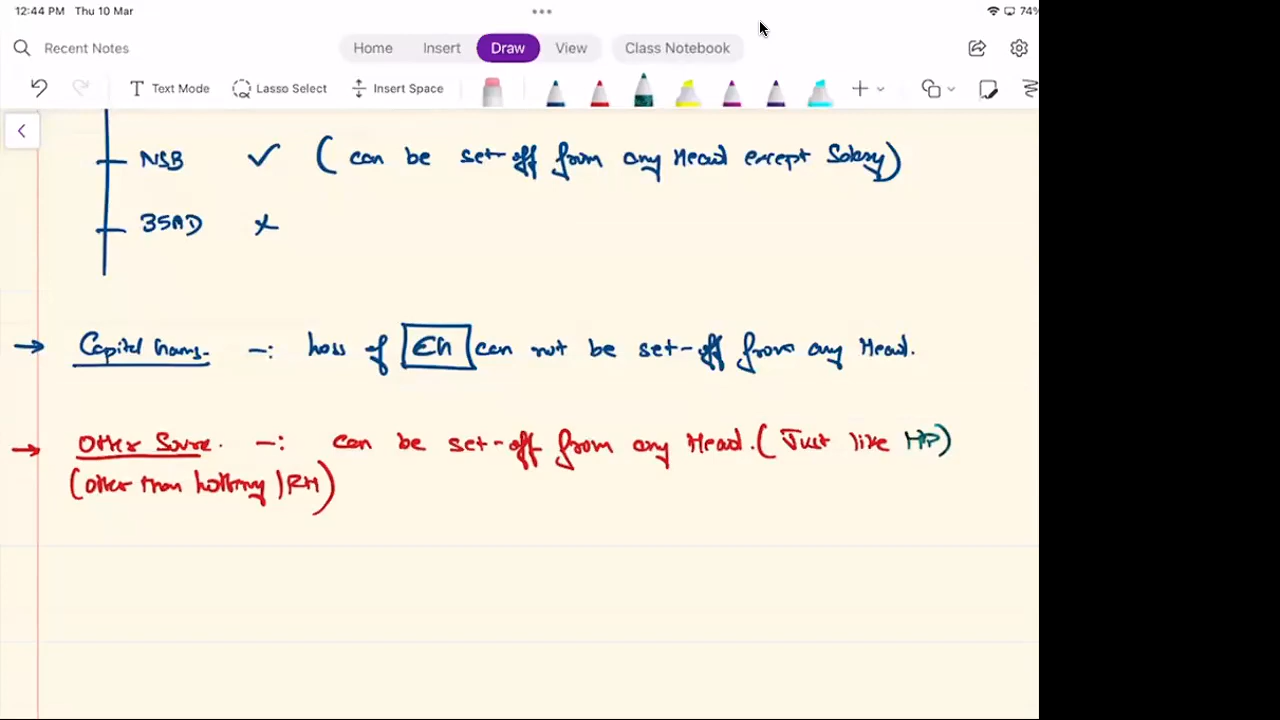 12:44 PM Thu 10 Mar
74%
Recent Notes
Home Insert Draw View Class Notebook
Text Mode Lasso Select Insert Space
NSB ✓ (can be set-off from any Head except Salary)
35AD ✗
→ Capital Gains. -: Loss of CG can not be set-off from any Head.
→ Other Source. -: can be set-off from any Head. (Just like HP)
(other than lottery / RH)